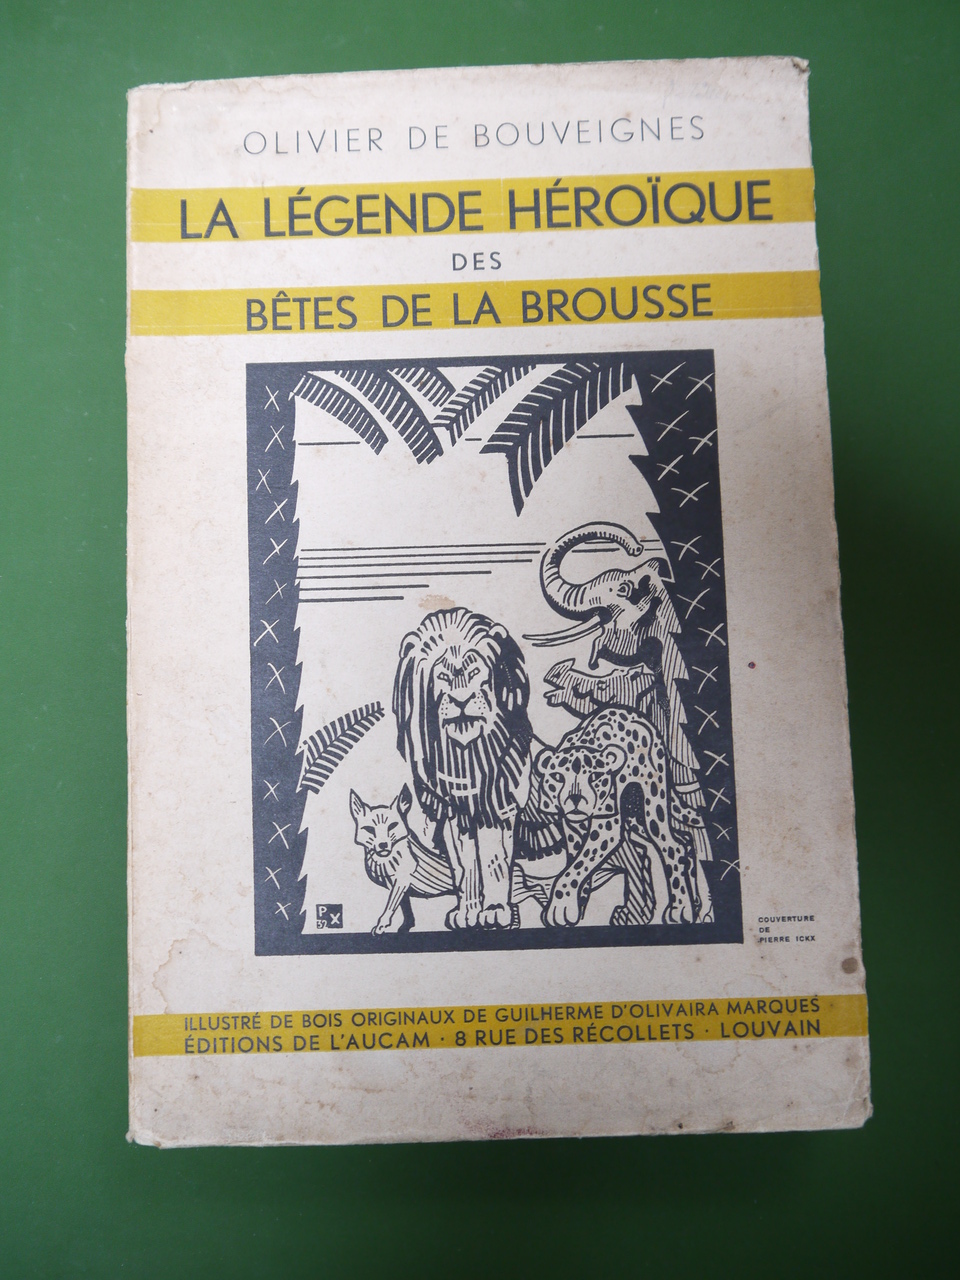 OLIVIER DE BOUVEIGNES
LA LÉGENDE HÉROÏQUE
DES
BÊTES DE LA BROUSSE
P
37 X
COUVERTURE
DE
PIERRE ICKX
ILLUSTRÉ DE BOIS ORIGINAUX DE GUILHERME D'OLIVAIRA MARQUES
ÉDITIONS DE L'AUCAM · 8 RUE DES RÉCOLLETS · LOUVAIN